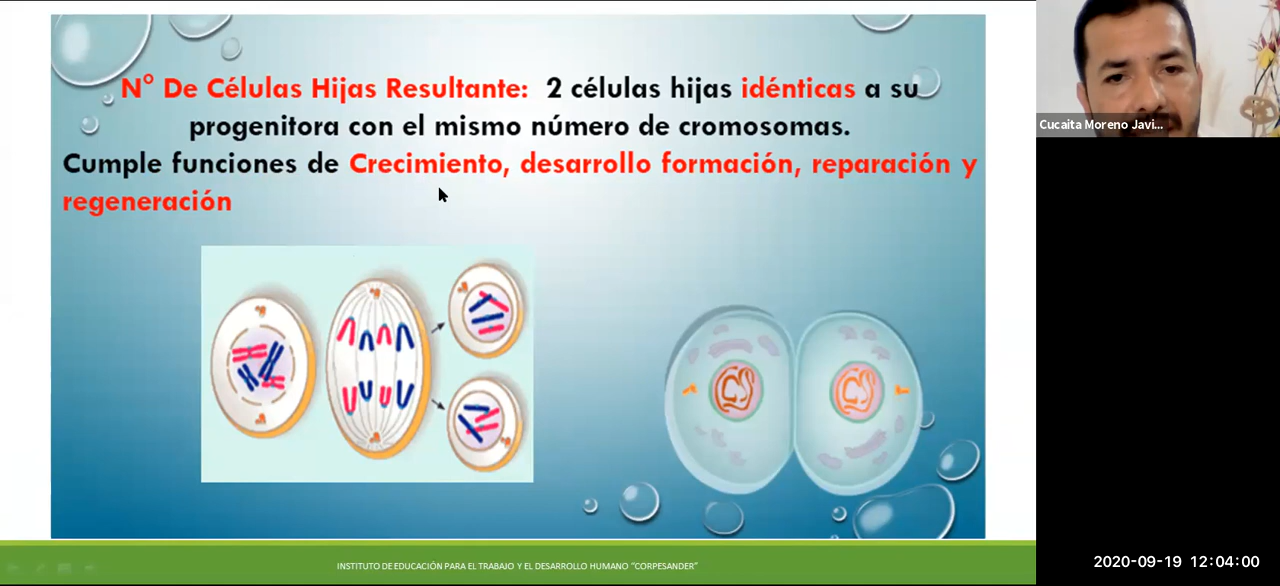 N° De Células Hijas Resultante: 2 células hijas idénticas a su
progenitora con el mismo número de cromosomas.
Cumple funciones de Crecimiento, desarrollo formación, reparación y
regeneración
Cucaita Moreno Javi...
INSTITUTO DE EDUCACIÓN PARA EL TRABAJO Y EL DESARROLLO HUMANO "CORPESANDER"
2020-09-19 12:04:00